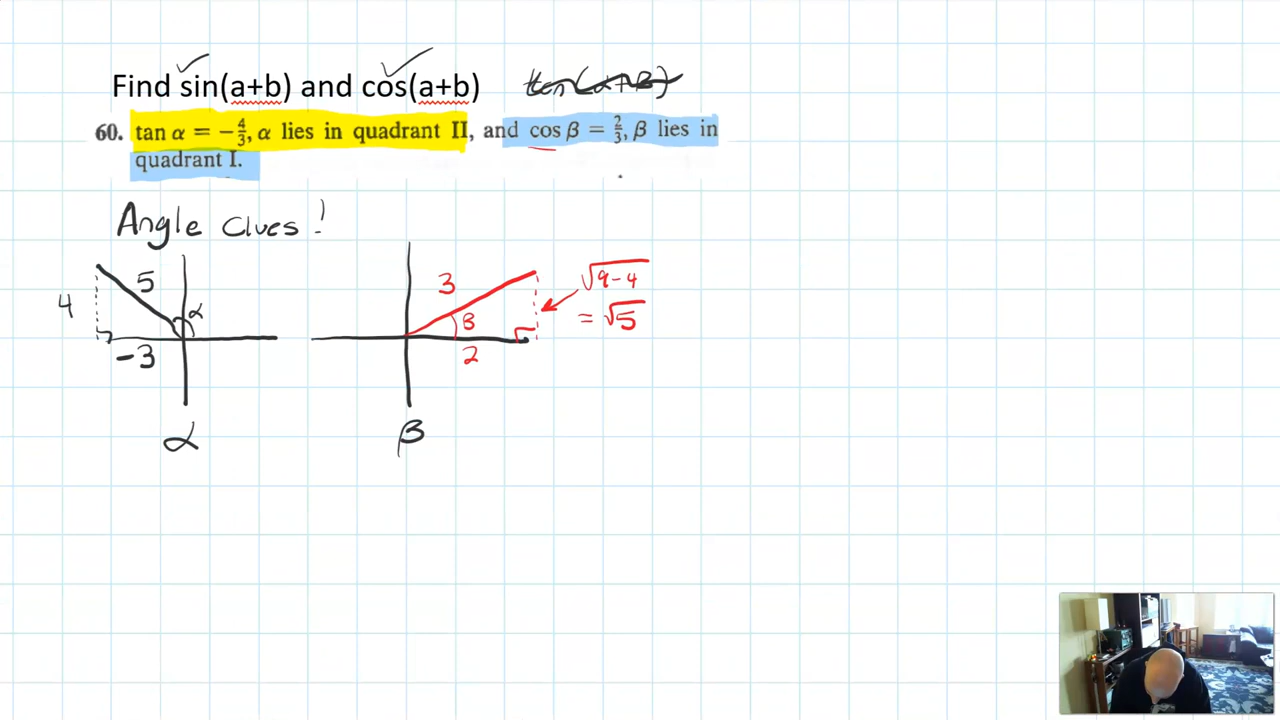 Find sin(a+b) and cos(a+b) tan(α+β)
60. tan α = −4/3, α lies in quadrant II, and cos β = 2/3, β lies in
quadrant I.
Angle Clues!
5
4
α
-3
α
3
β
2
√9-4
= √5
β